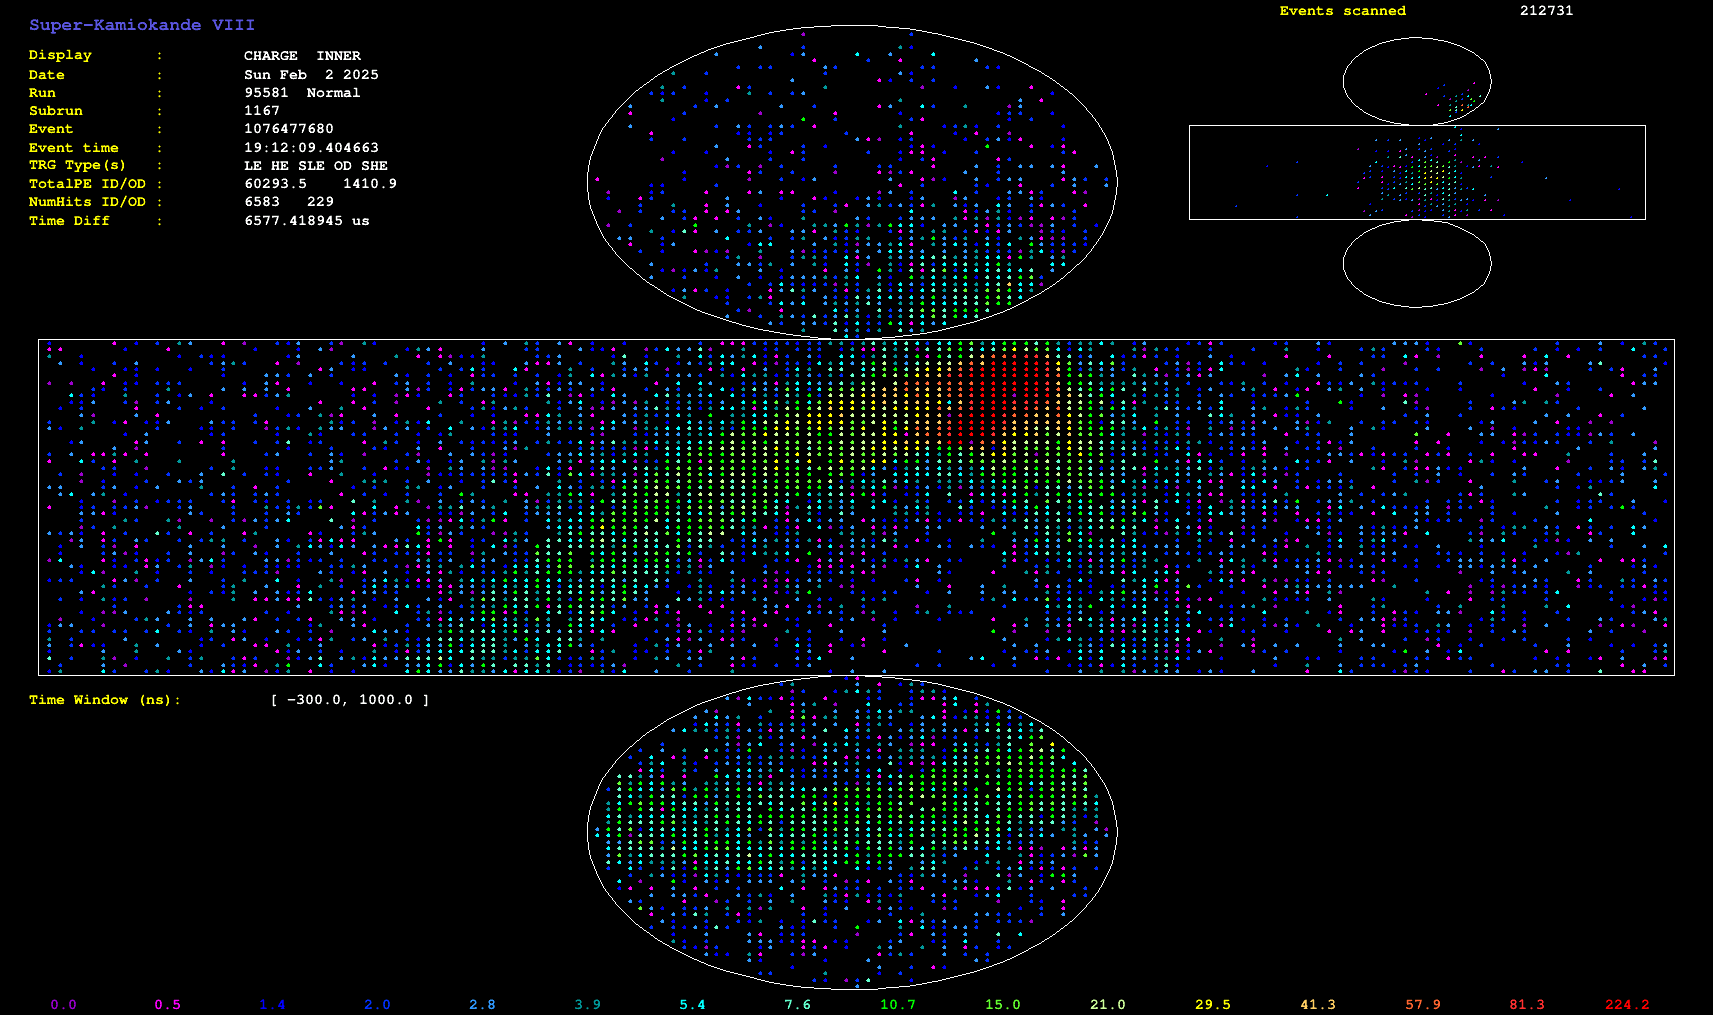 Super-Kamiokande VIII
Events scanned 212731
Display : CHARGE INNER
Date : Sun Feb 2 2025
Run : 95581 Normal
Subrun : 1167
Event : 1076477680
Event time : 19:12:09.404663
TRG Type(s) : LE HE SLE OD SHE
TotalPE ID/OD : 60293.5 1410.9
NumHits ID/OD : 6583 229
Time Diff : 6577.418945 us
Time Window (ns): [ -300.0, 1000.0 ]
0.0 0.5 1.4 2.0 2.8 3.9 5.4 7.6 10.7 15.0 21.0 29.5 41.3 57.9 81.3 224.2